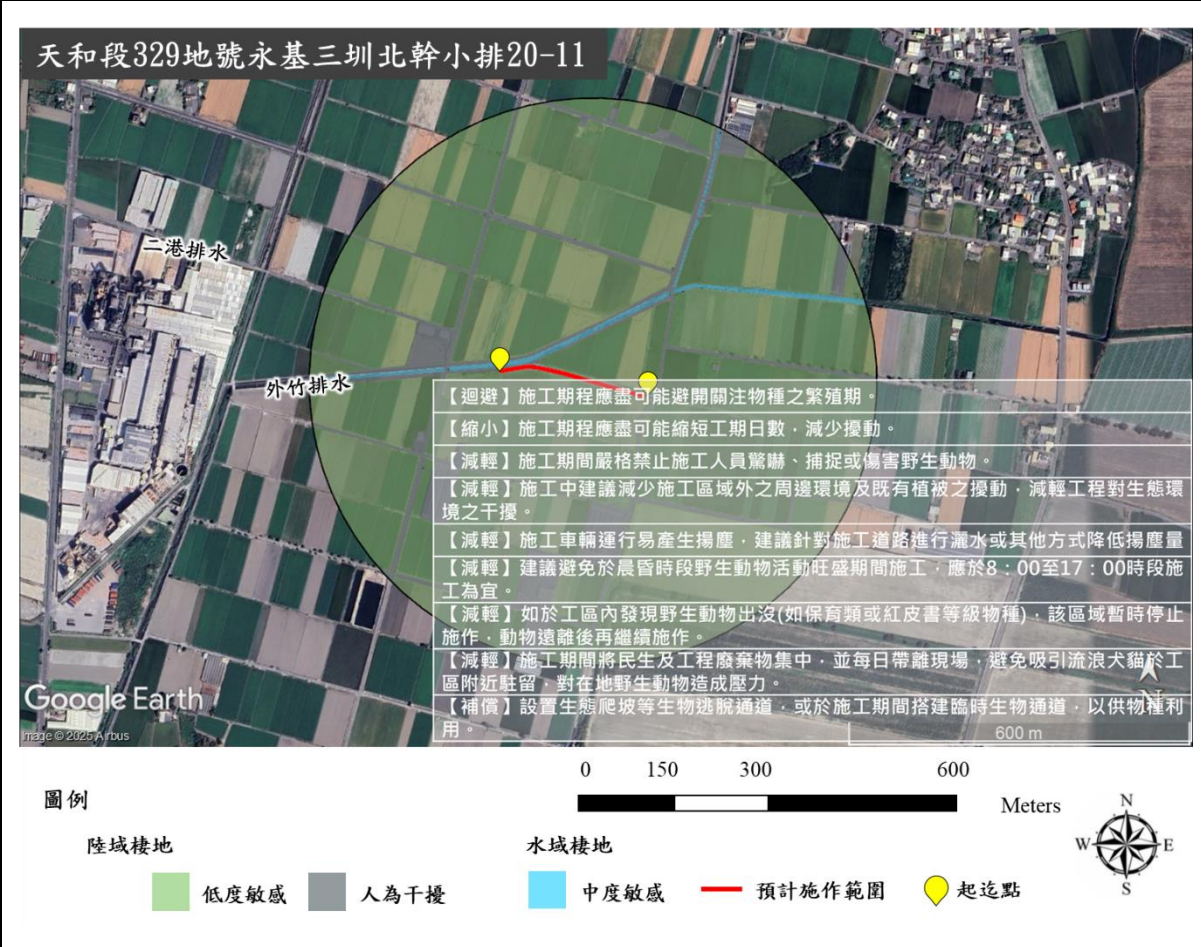 天和段329地號永基三圳北幹小排20-11
二港排水
外竹排水
【迴避】施工期程應盡可能避開關注物種之繁殖期。
【縮小】施工期程應盡可能縮短工期日數，減少擾動。
【減輕】施工期間嚴格禁止施工人員驚嚇、捕捉或傷害野生動物。
【減輕】施工中建議減少施工區域外之周邊環境及既有植被之擾動，減輕工程對生態環
境之干擾。
【減輕】施工車輛運行易產生揚塵，建議針對施工道路進行灑水或其他方式降低揚塵量
【減輕】建議避免於晨昏時段野生動物活動旺盛期間施工，應於8：00至17：00時段施
工為宜。
【減輕】如於工區內發現野生動物出沒(如保育類或紅皮書等級物種)，該區域暫時停止
施作，動物遠離後再繼續施作。
【減輕】施工期間將民生及工程廢棄物集中，並每日帶離現場，避免吸引流浪犬貓於工
區附近駐留，對在地野生動物造成壓力。
【補償】設置生態爬坡等生物逃脫通道，或於施工期間搭建臨時生物通道，以供物種利
用。
N
Google Earth
Image © 2025 Airbus
600 m
0 150 300 600
Meters
圖例
N
W E
S
陸域棲地
水域棲地
低度敏感
人為干擾
中度敏感
預計施作範圍
起迄點